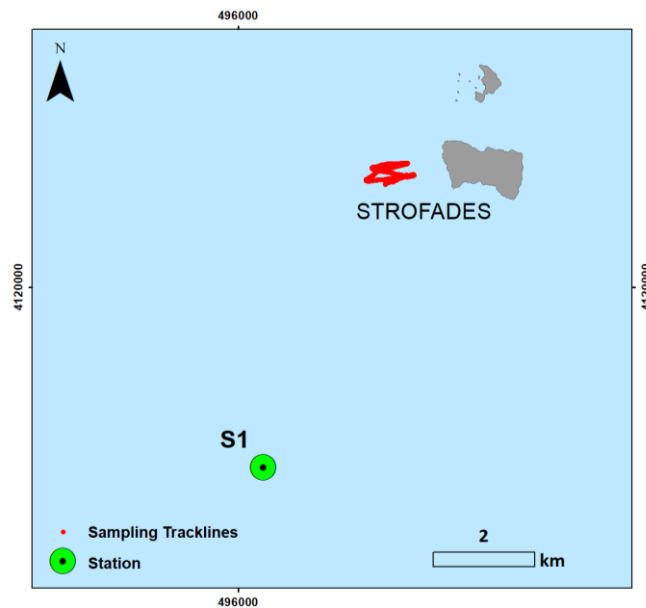 496000
N
STROFADES
4120000
4120000
S1
Sampling Tracklines
Station
2
km
496000